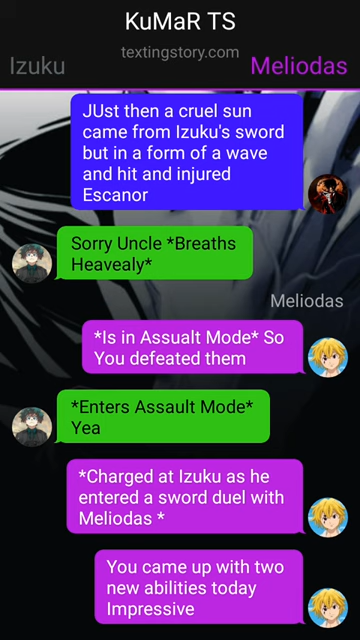 KuMaR TS
textingstory.com
Izuku
Meliodas
JUst then a cruel sun
came from Izuku's sword
but in a form of a wave
and hit and injured
Escanor
Sorry Uncle *Breaths
Heavealy*
Meliodas
*Is in Assualt Mode* So
You defeated them
*Enters Assault Mode*
Yea
*Charged at Izuku as he
entered a sword duel with
Meliodas *
You came up with two
new abilities today
Impressive